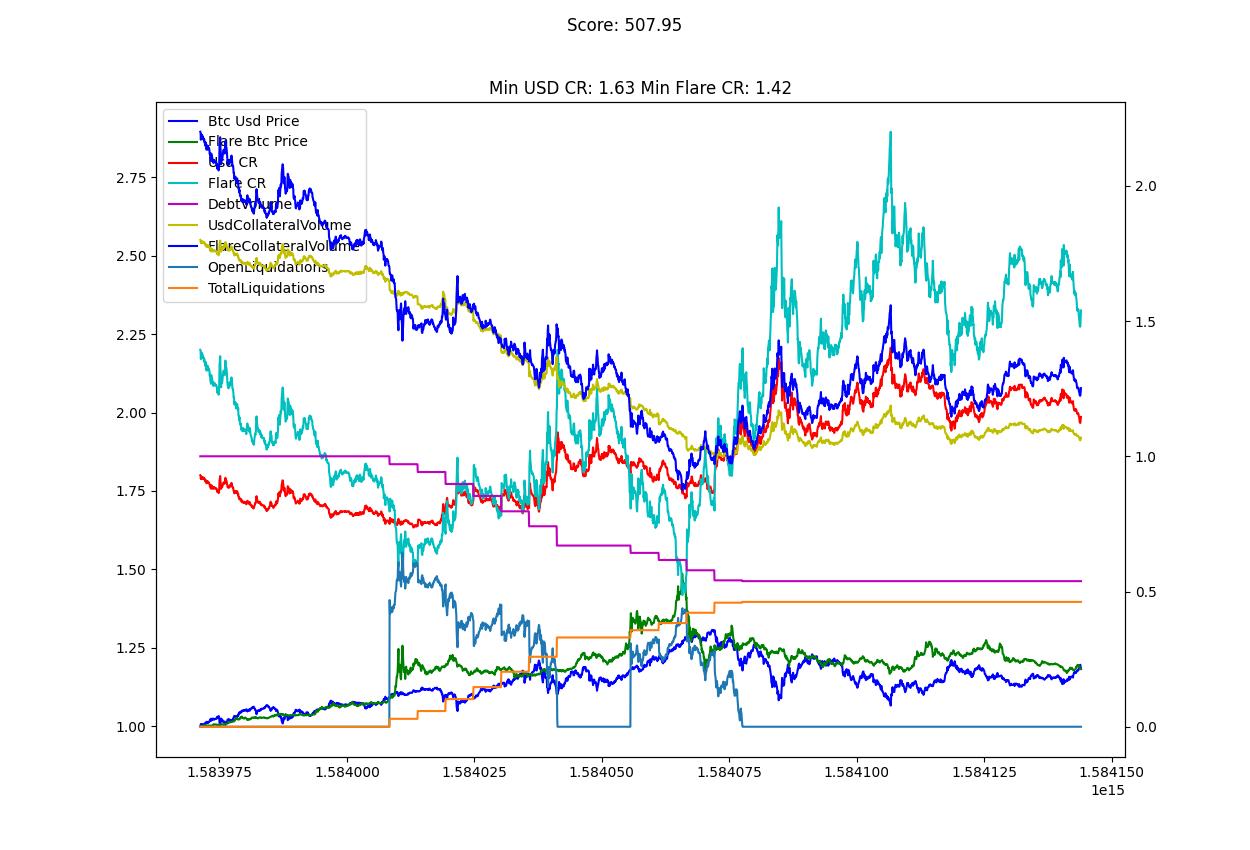 Score: 507.95
Min USD CR: 1.63 Min Flare CR: 1.42
Btc Usd Price
Flare Btc Price
Usd CR
Flare CR
DebtVolume
UsdCollateralVolume
FlareCollateralVolume
OpenLiquidations
TotalLiquidations
2.75
2.50
2.25
2.00
1.75
1.50
1.25
1.00
2.0
1.5
1.0
0.5
0.0
1.583975
1.584000
1.584025
1.584050
1.584075
1.584100
1.584125
1.584150
1e15